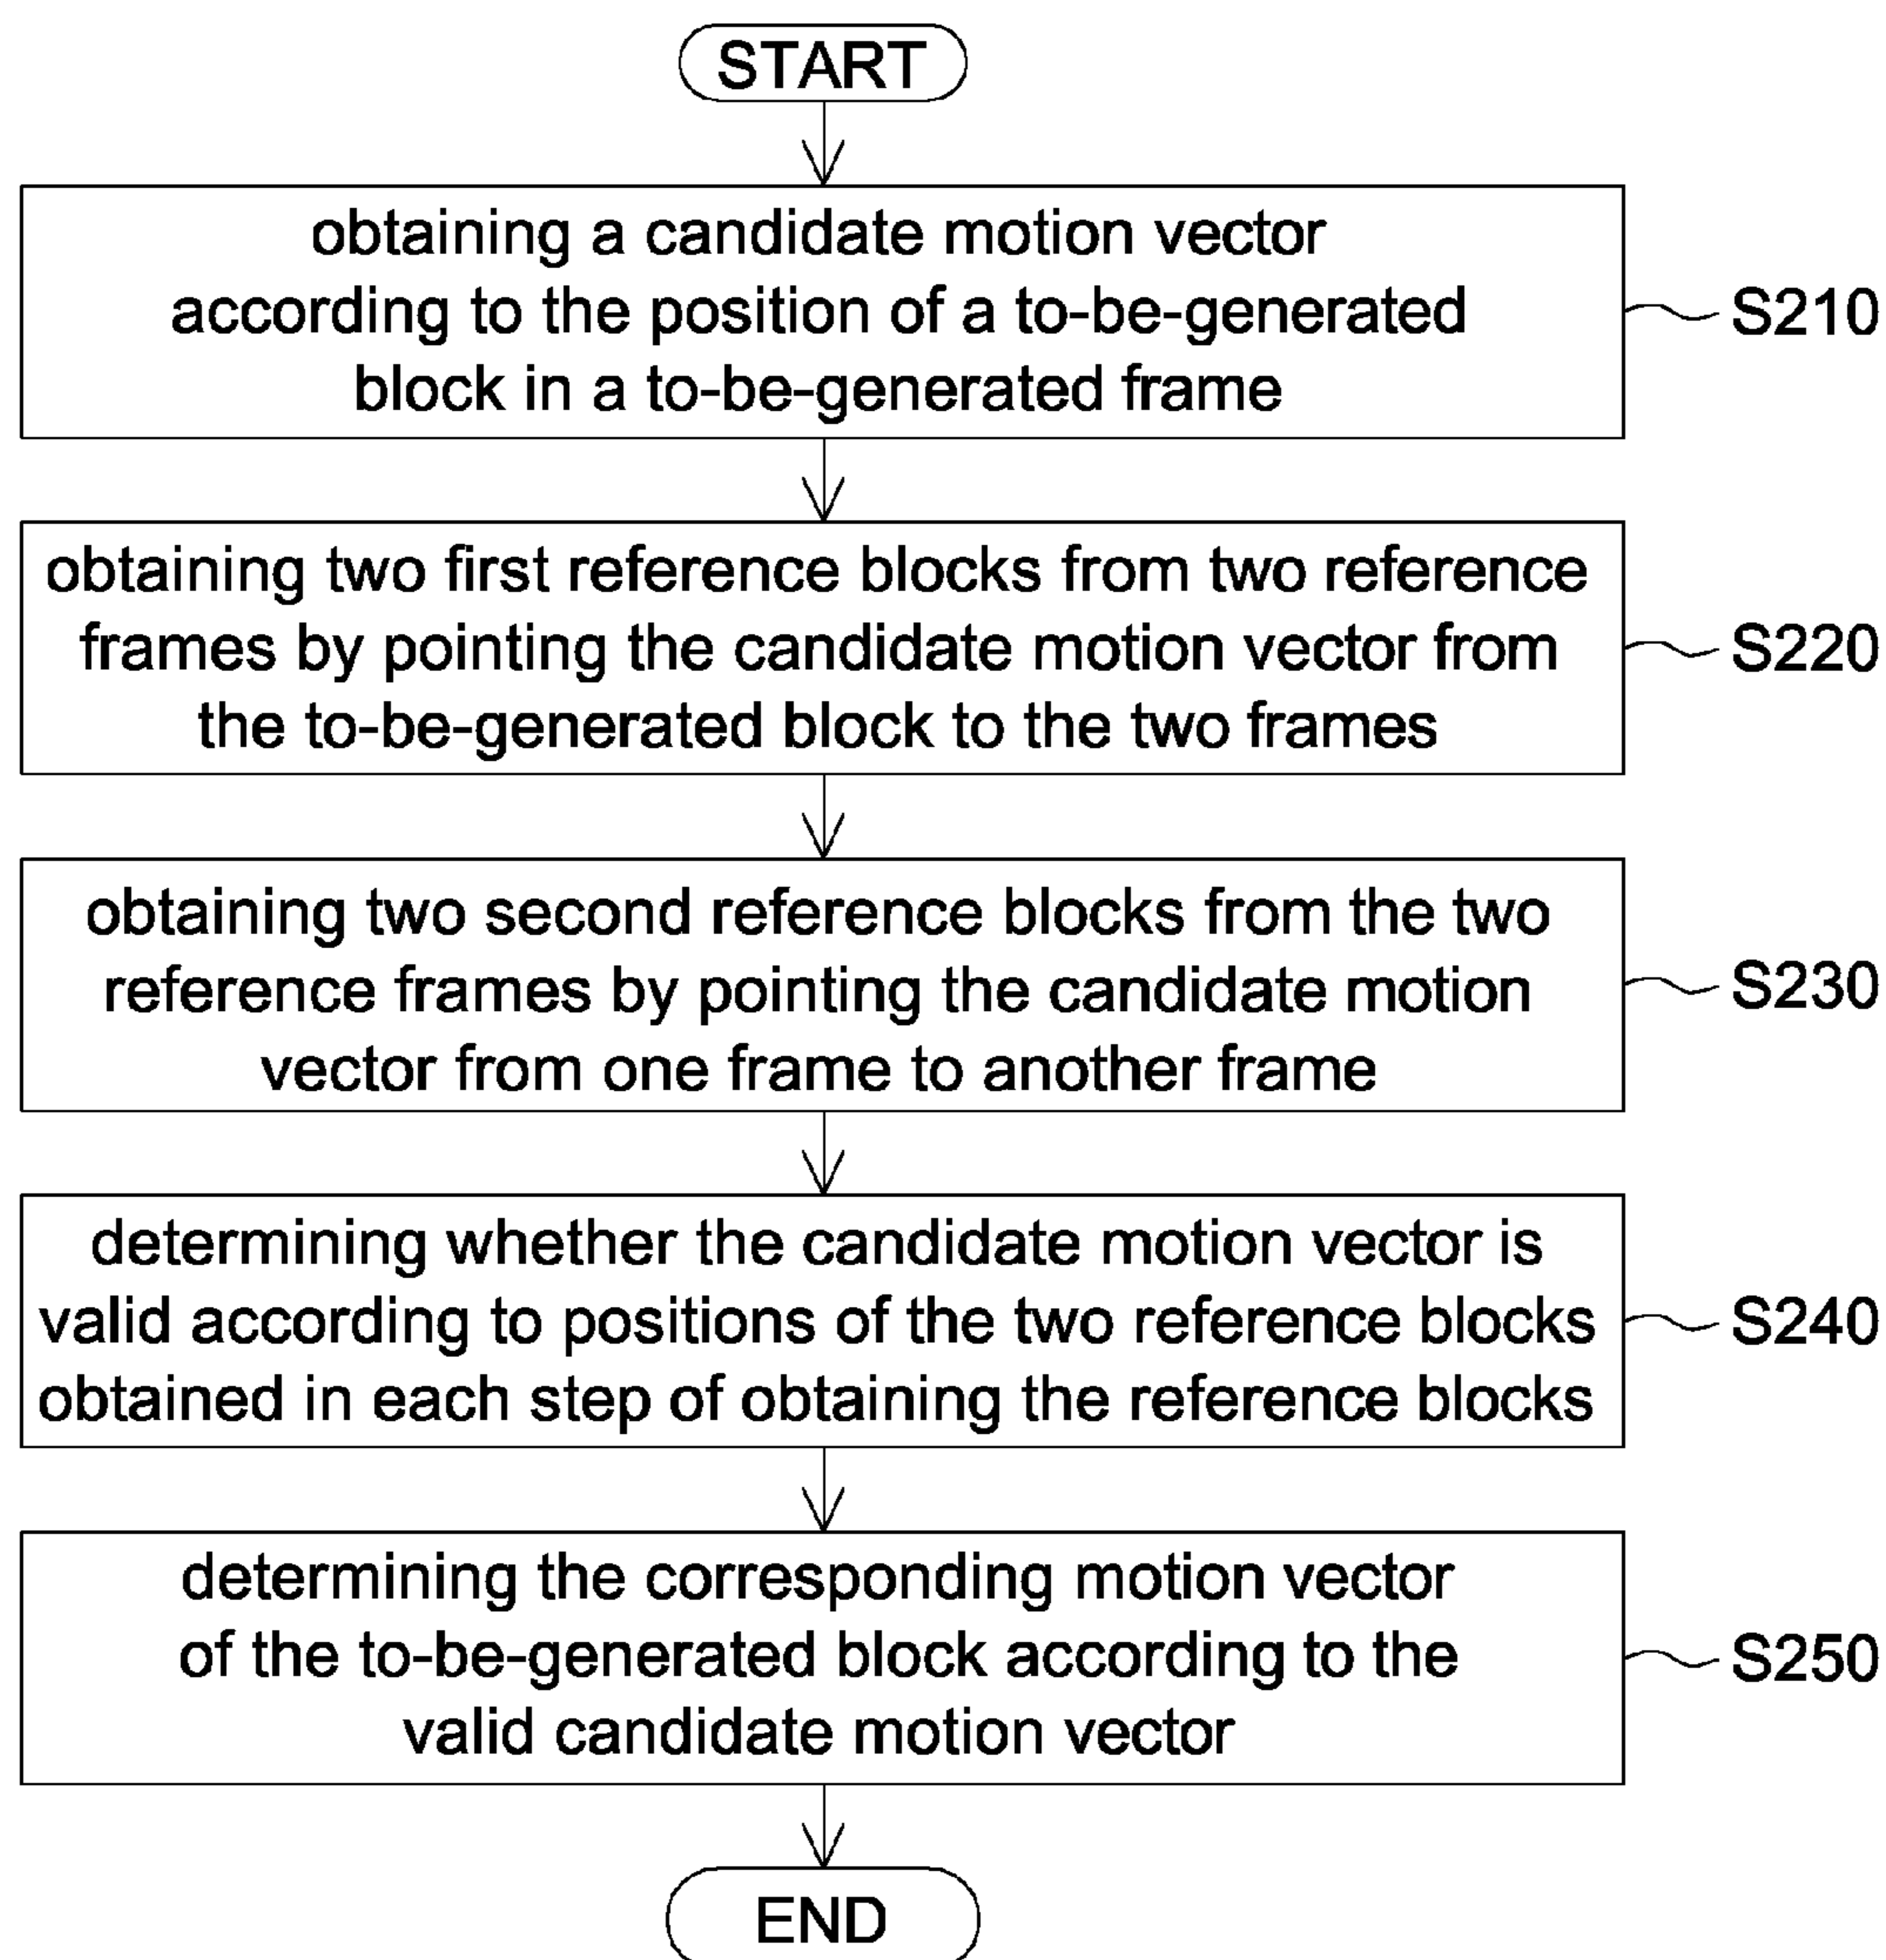 START
obtaining a candidate motion vector
according to the position of a to-be-generated
block in a to-be-generated frame
S210
obtaining two first reference blocks from two reference
frames by pointing the candidate motion vector from
the to-be-generated block to the two frames
S220
obtaining two second reference blocks from the two
reference frames by pointing the candidate motion
vector from one frame to another frame
S230
determining whether the candidate motion vector is
valid according to positions of the two reference blocks
obtained in each step of obtaining the reference blocks
S240
determining the corresponding motion vector
of the to-be-generated block according to the
valid candidate motion vector
S250
END